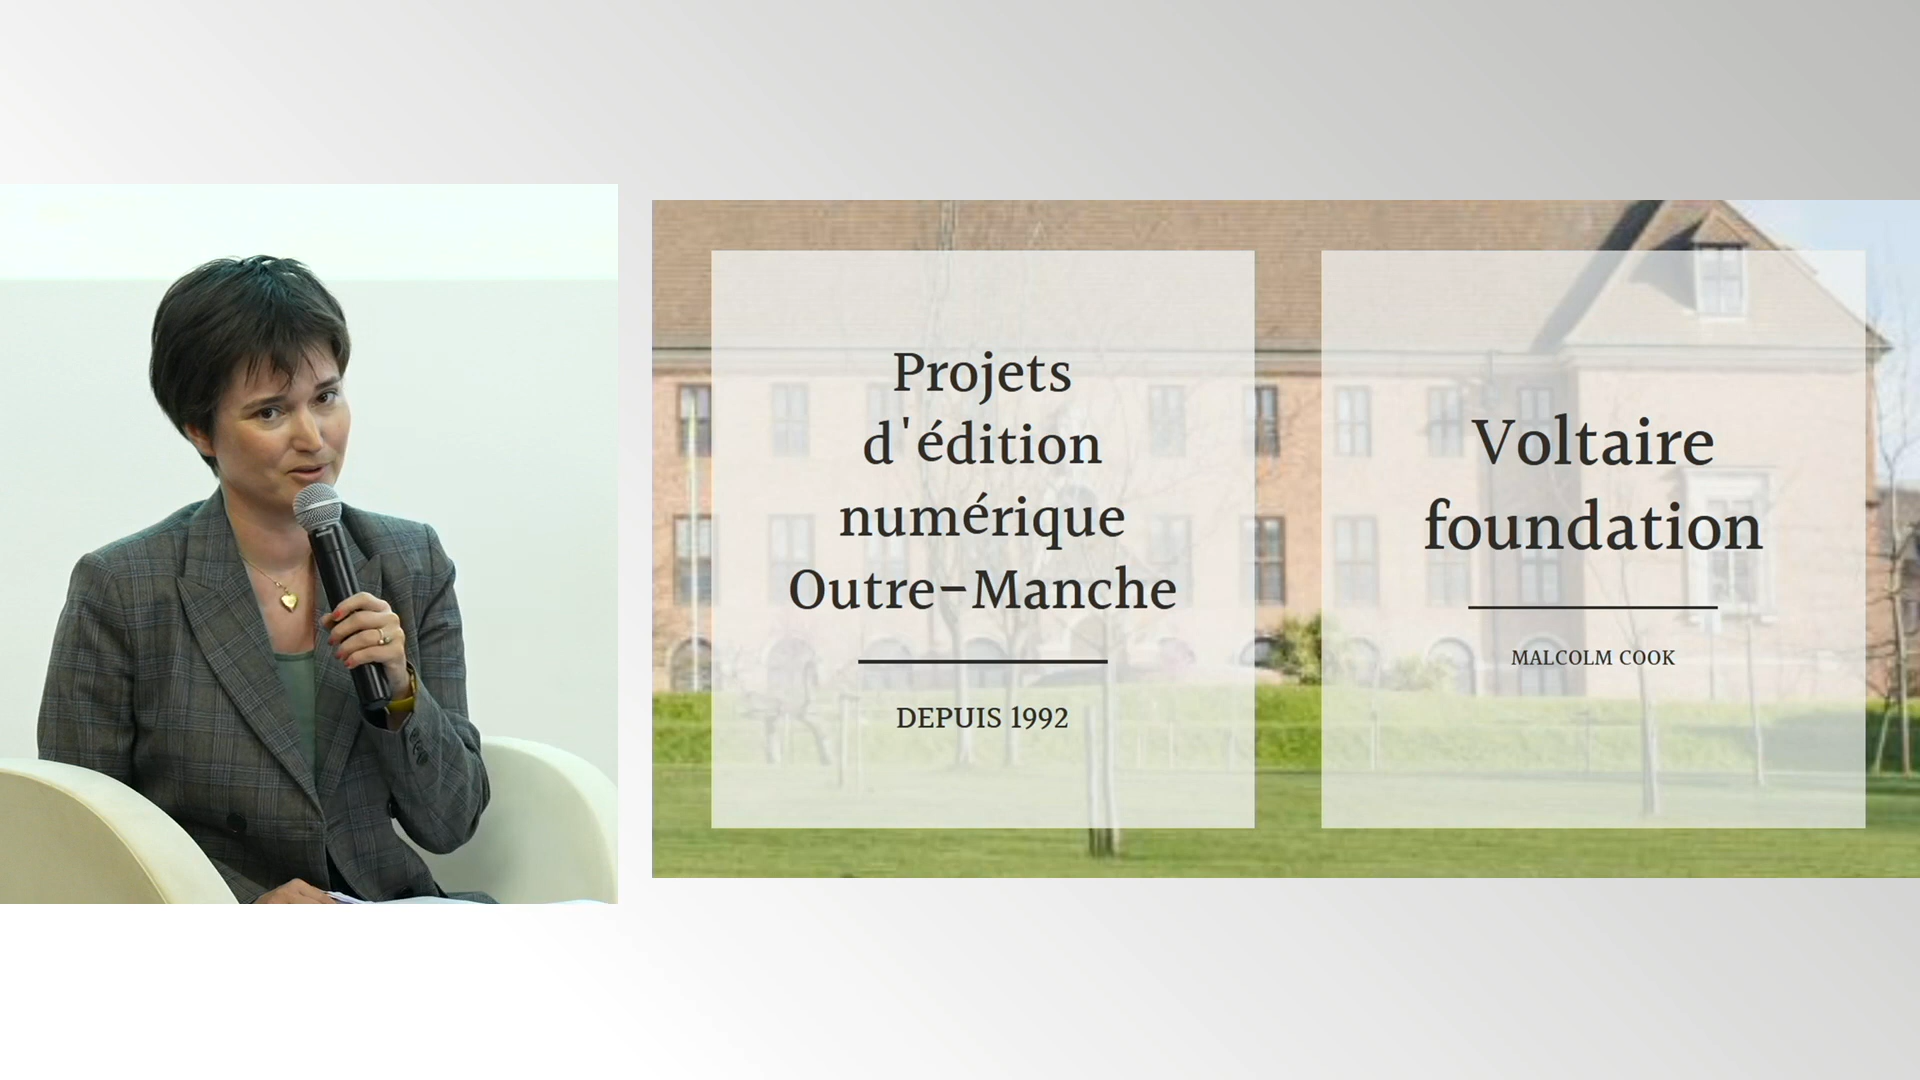 Projets
d'édition
numérique
Outre-Manche
DEPUIS 1992
Voltaire
foundation
MALCOLM COOK